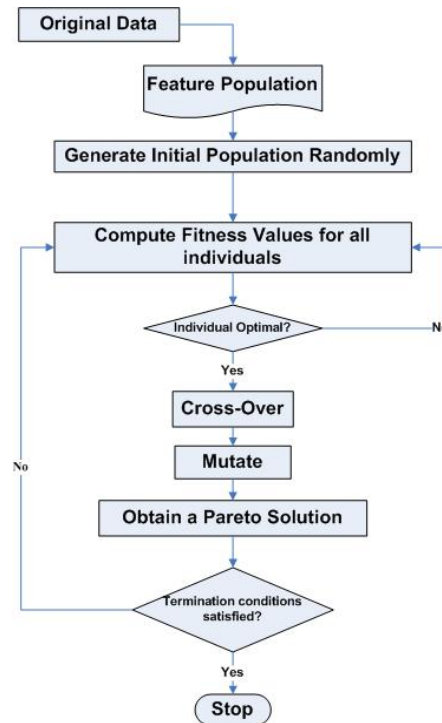 Original Data
Feature Population
Generate Initial Population Randomly
Compute Fitness Values for all
individuals
Individual Optimal?
No
Yes
Cross-Over
Mutate
No
Obtain a Pareto Solution
Termination conditions
satisfied?
Yes
Stop